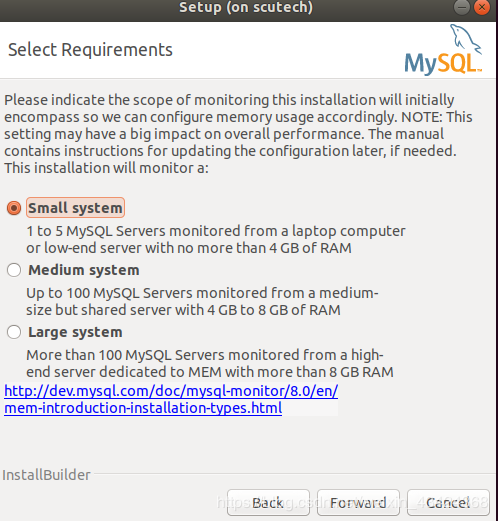 Setup (on scutech)
Select Requirements
MySQL
Please indicate the scope of monitoring this installation will initially
encompass so we can configure memory usage accordingly. NOTE: This
setting may have a big impact on overall performance. The manual
contains instructions for updating the configuration later, if needed.
This installation will monitor a:
Small system
1 to 5 MySQL Servers monitored from a laptop computer
or low-end server with no more than 4 GB of RAM
Medium system
Up to 100 MySQL Servers monitored from a medium-
size but shared server with 4 GB to 8 GB of RAM
Large system
More than 100 MySQL Servers monitored from a high-
end server dedicated to MEM with more than 8 GB RAM
http://dev.mysql.com/doc/mysql-monitor/8.0/en/
mem-introduction-installation-types.html
InstallBuilder
Back Forward Cancel